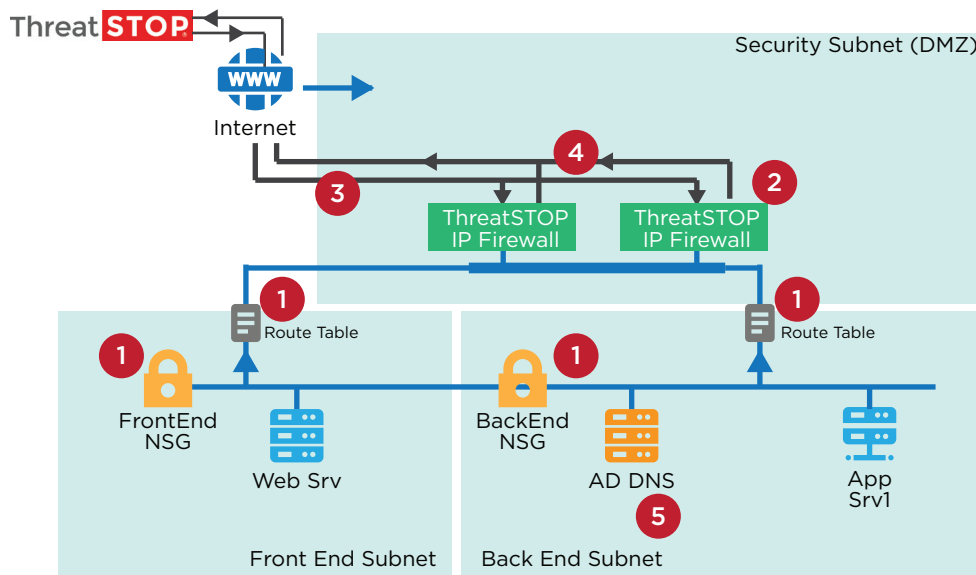 ThreatSTOP
Security Subnet (DMZ)
WWW
Internet
4
3
2
ThreatSTOP
IP Firewall
ThreatSTOP
IP Firewall
1
Route Table
1
Route Table
1
FrontEnd
NSG
Web Srv
1
BackEnd
NSG
AD DNS
5
App
Srv1
Front End Subnet
Back End Subnet